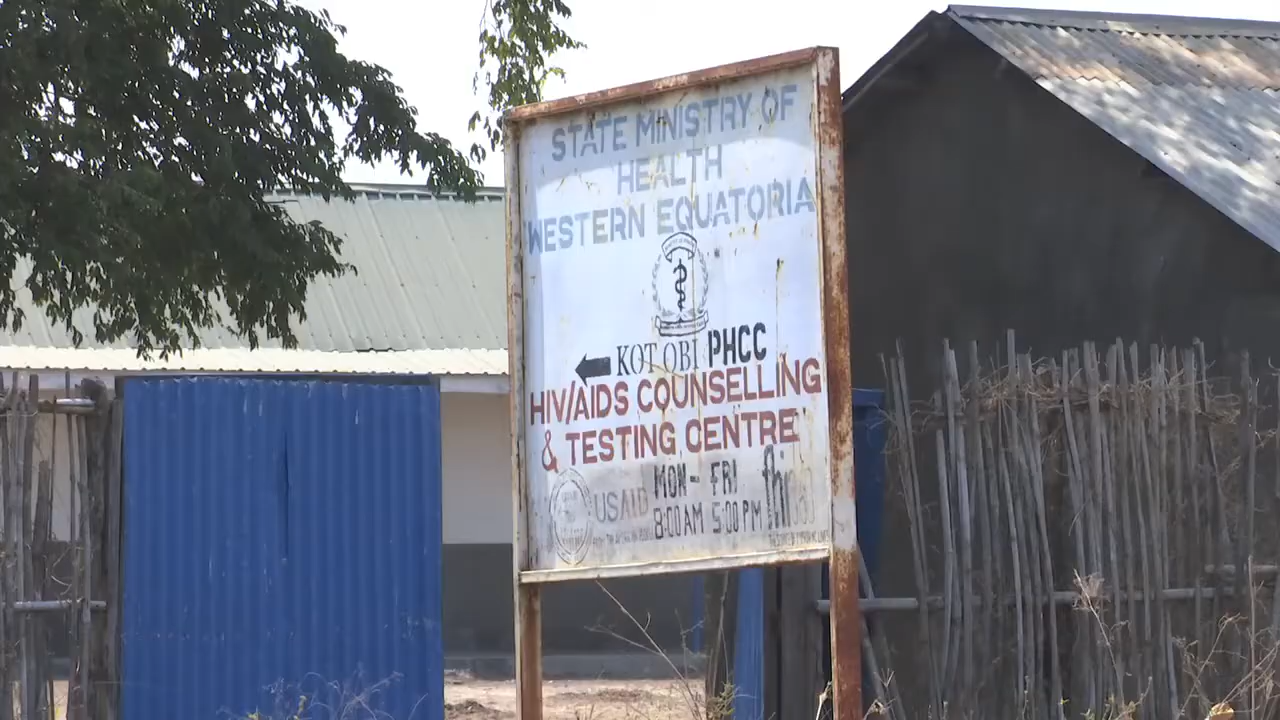 STATE MINISTRY OF
HEALTH
WESTERN EQUATORIA
KOT OBI PHCC
HIV/AIDS COUNSELLING
& TESTING CENTRE
USAID
MON - FRI
8:00AM 5:00PM
fhi360